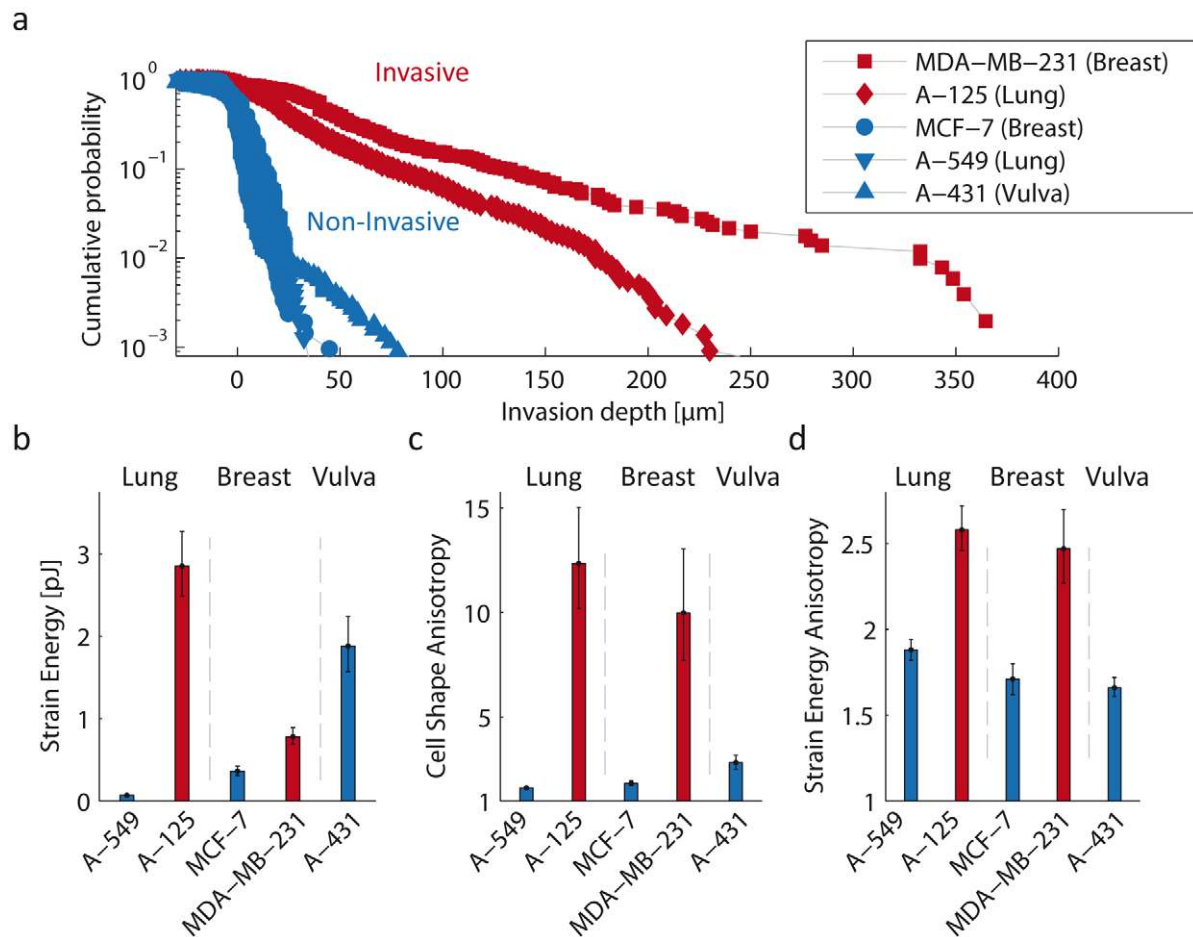 a
Invasive
Non-Invasive
MDA−MB−231 (Breast)
A−125 (Lung)
MCF−7 (Breast)
A−549 (Lung)
A−431 (Vulva)
Cumulative probability
10^0
10^−1
10^−2
10^−3
0 50 100 150 200 250 300 350 400
Invasion depth [µm]
b
Lung Breast Vulva
Strain Energy [pJ]
3
2
1
0
A−549 A−125 MCF−7 MDA−MB−231 A−431
c
Lung Breast Vulva
Cell Shape Anisotropy
15
10
5
1
A−549 A−125 MCF−7 MDA−MB−231 A−431
d
Lung Breast Vulva
Strain Energy Anisotropy
2.5
2
1.5
1
A−549 A−125 MCF−7 MDA−MB−231 A−431